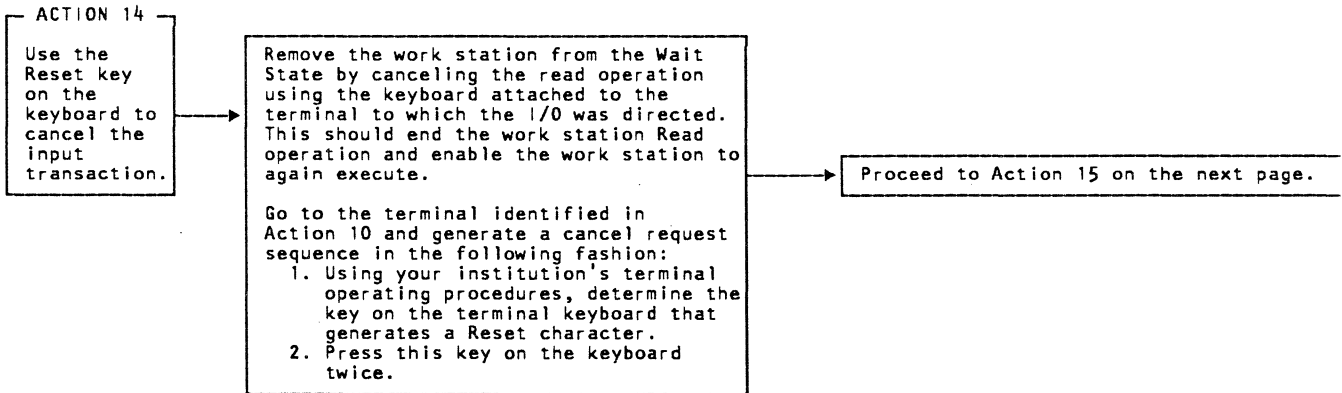 ACTION 14
Use the
Reset key
on the
keyboard to
cancel the
input
transaction.
Remove the work station from the Wait
State by canceling the read operation
using the keyboard attached to the
terminal to which the I/O was directed.
This should end the work station Read
operation and enable the work station to
again execute.
Go to the terminal identified in
Action 10 and generate a cancel request
sequence in the following fashion:
1. Using your institution's terminal
operating procedures, determine the
key on the terminal keyboard that
generates a Reset character.
2. Press this key on the keyboard
twice.
Proceed to Action 15 on the next page.